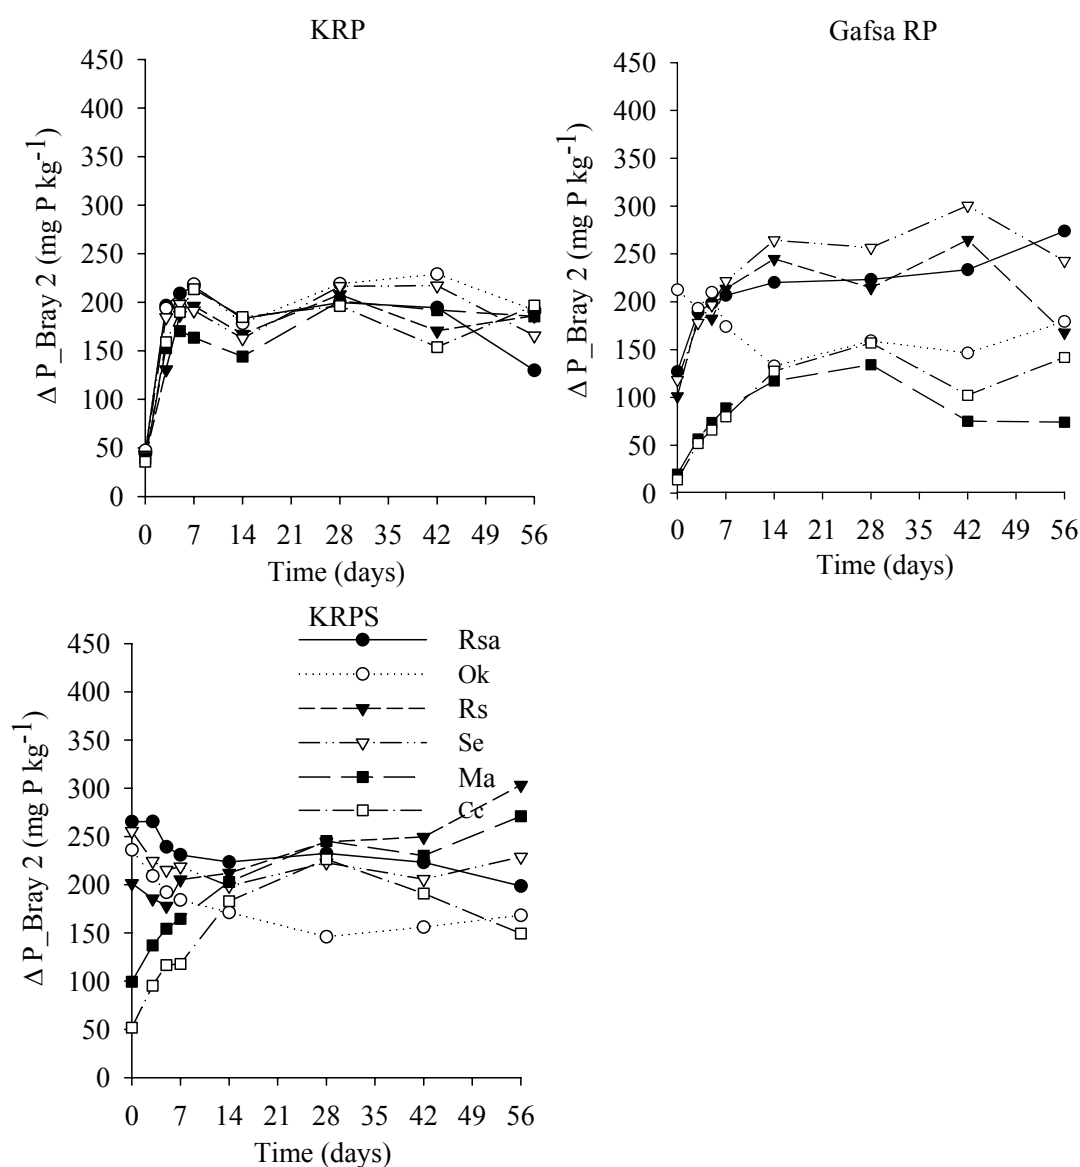 KRP
Δ P_Bray 2 (mg P kg-1)
450
400
350
300
250
200
150
100
50
0
0 7 14 21 28 35 42 49 56
Time (days)
Gafsa RP
Δ P_Bray 2 (mg P kg-1)
450
400
350
300
250
200
150
100
50
0
0 7 14 21 28 35 42 49 56
Time (days)
KRPS
Rsa
Ok
Rs
Se
Ma
Cc
Δ P_Bray 2 (mg P kg-1)
450
400
350
300
250
200
150
100
50
0
0 7 14 21 28 35 42 49 56
Time (days)